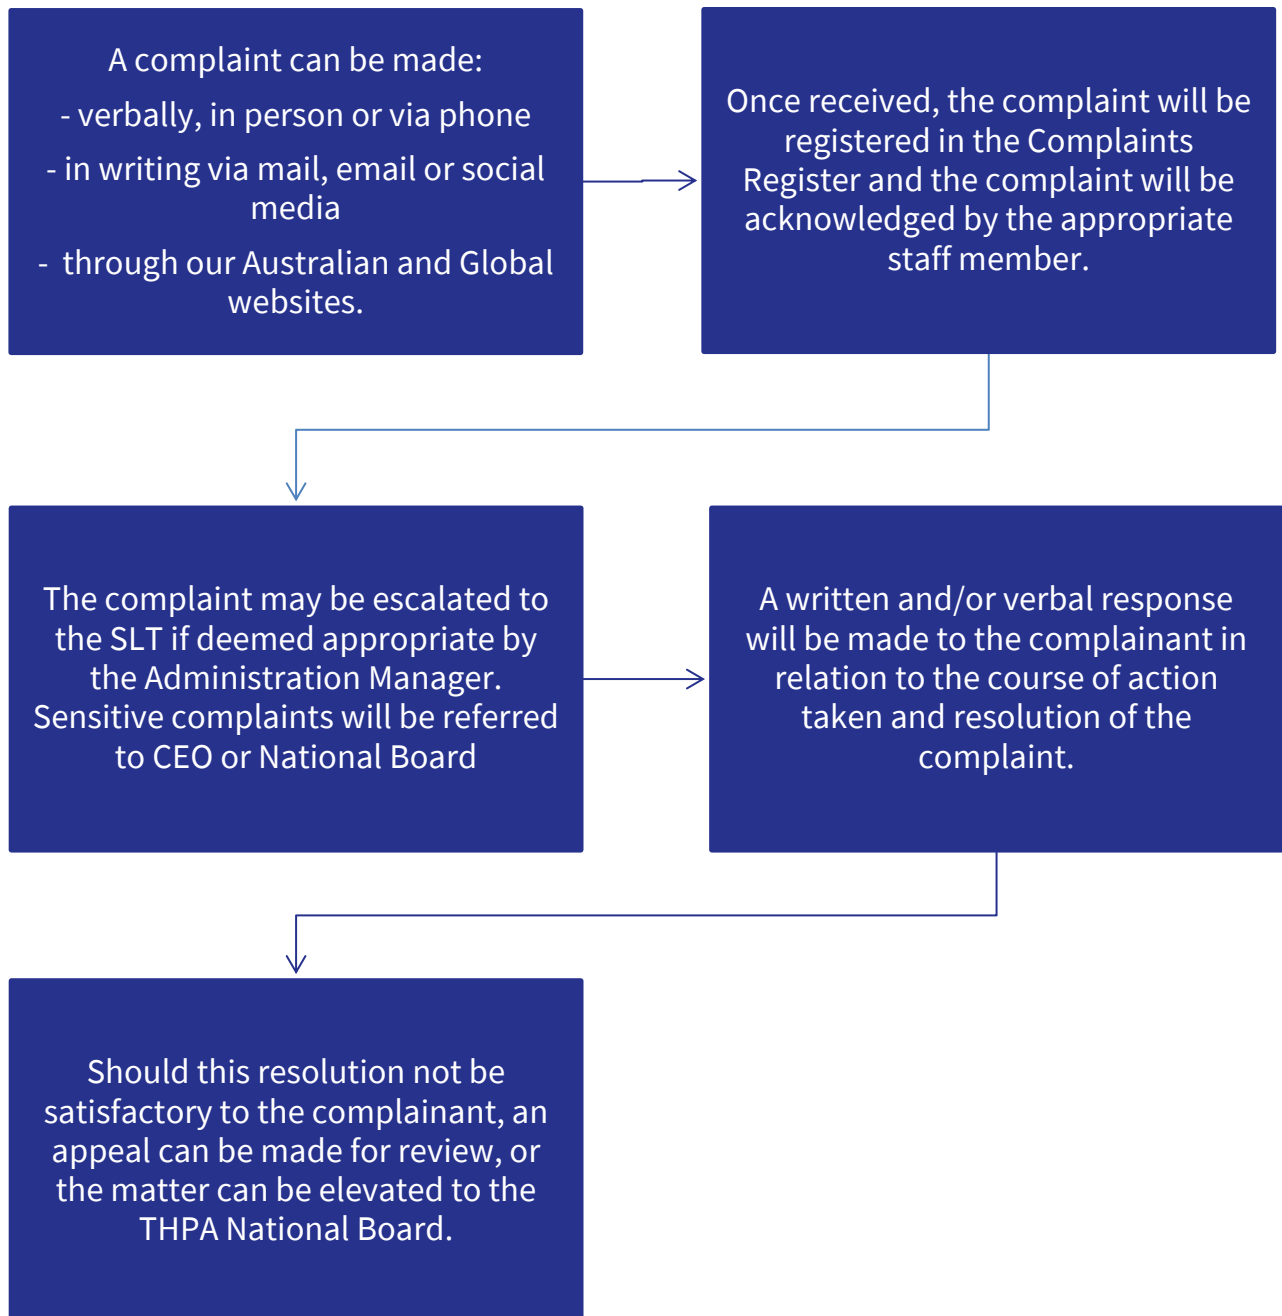 A complaint can be made:
- verbally, in person or via phone
- in writing via mail, email or social
media
- through our Australian and Global
websites.
Once received, the complaint will be
registered in the Complaints
Register and the complaint will be
acknowledged by the appropriate
staff member.
The complaint may be escalated to
the SLT if deemed appropriate by
the Administration Manager.
Sensitive complaints will be referred
to CEO or National Board
A written and/or verbal response
will be made to the complainant in
relation to the course of action
taken and resolution of the
complaint.
Should this resolution not be
satisfactory to the complainant, an
appeal can be made for review, or
the matter can be elevated to the
THPA National Board.